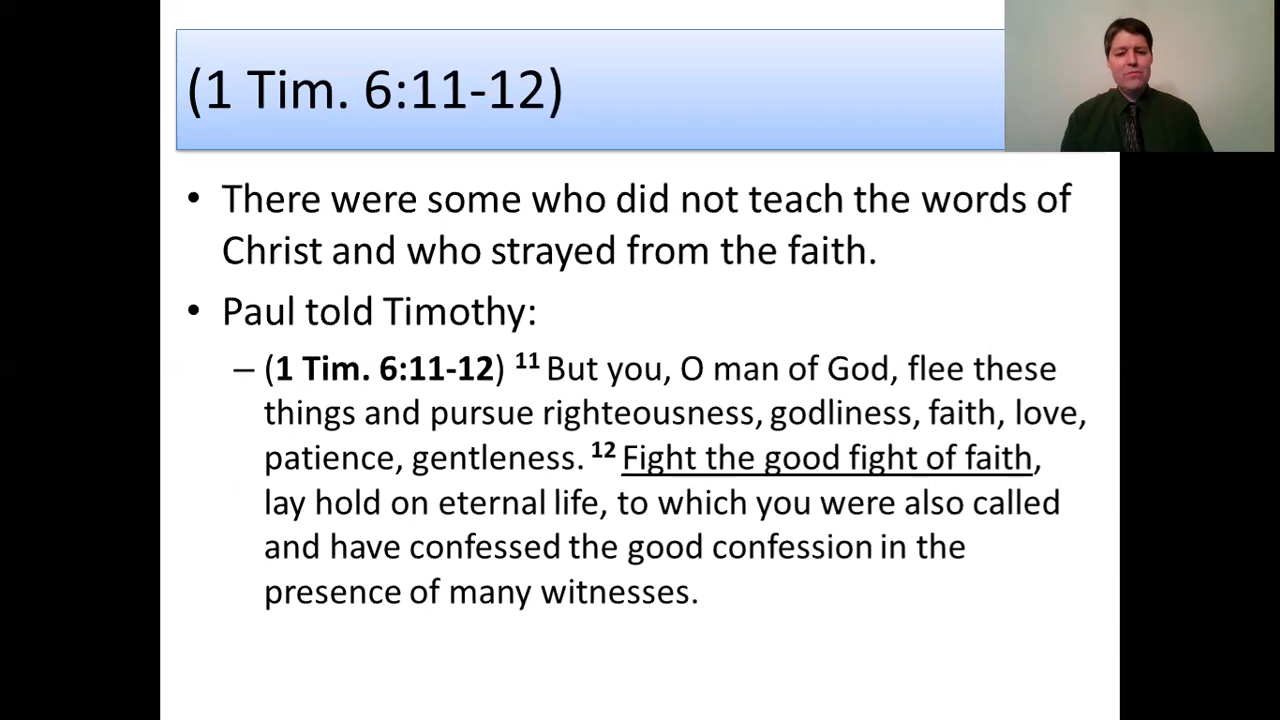 (1 Tim. 6:11-12)
• There were some who did not teach the words of
Christ and who strayed from the faith.
• Paul told Timothy:
– (1 Tim. 6:11-12) 11 But you, O man of God, flee these
things and pursue righteousness, godliness, faith, love,
patience, gentleness. 12 Fight the good fight of faith,
lay hold on eternal life, to which you were also called
and have confessed the good confession in the
presence of many witnesses.